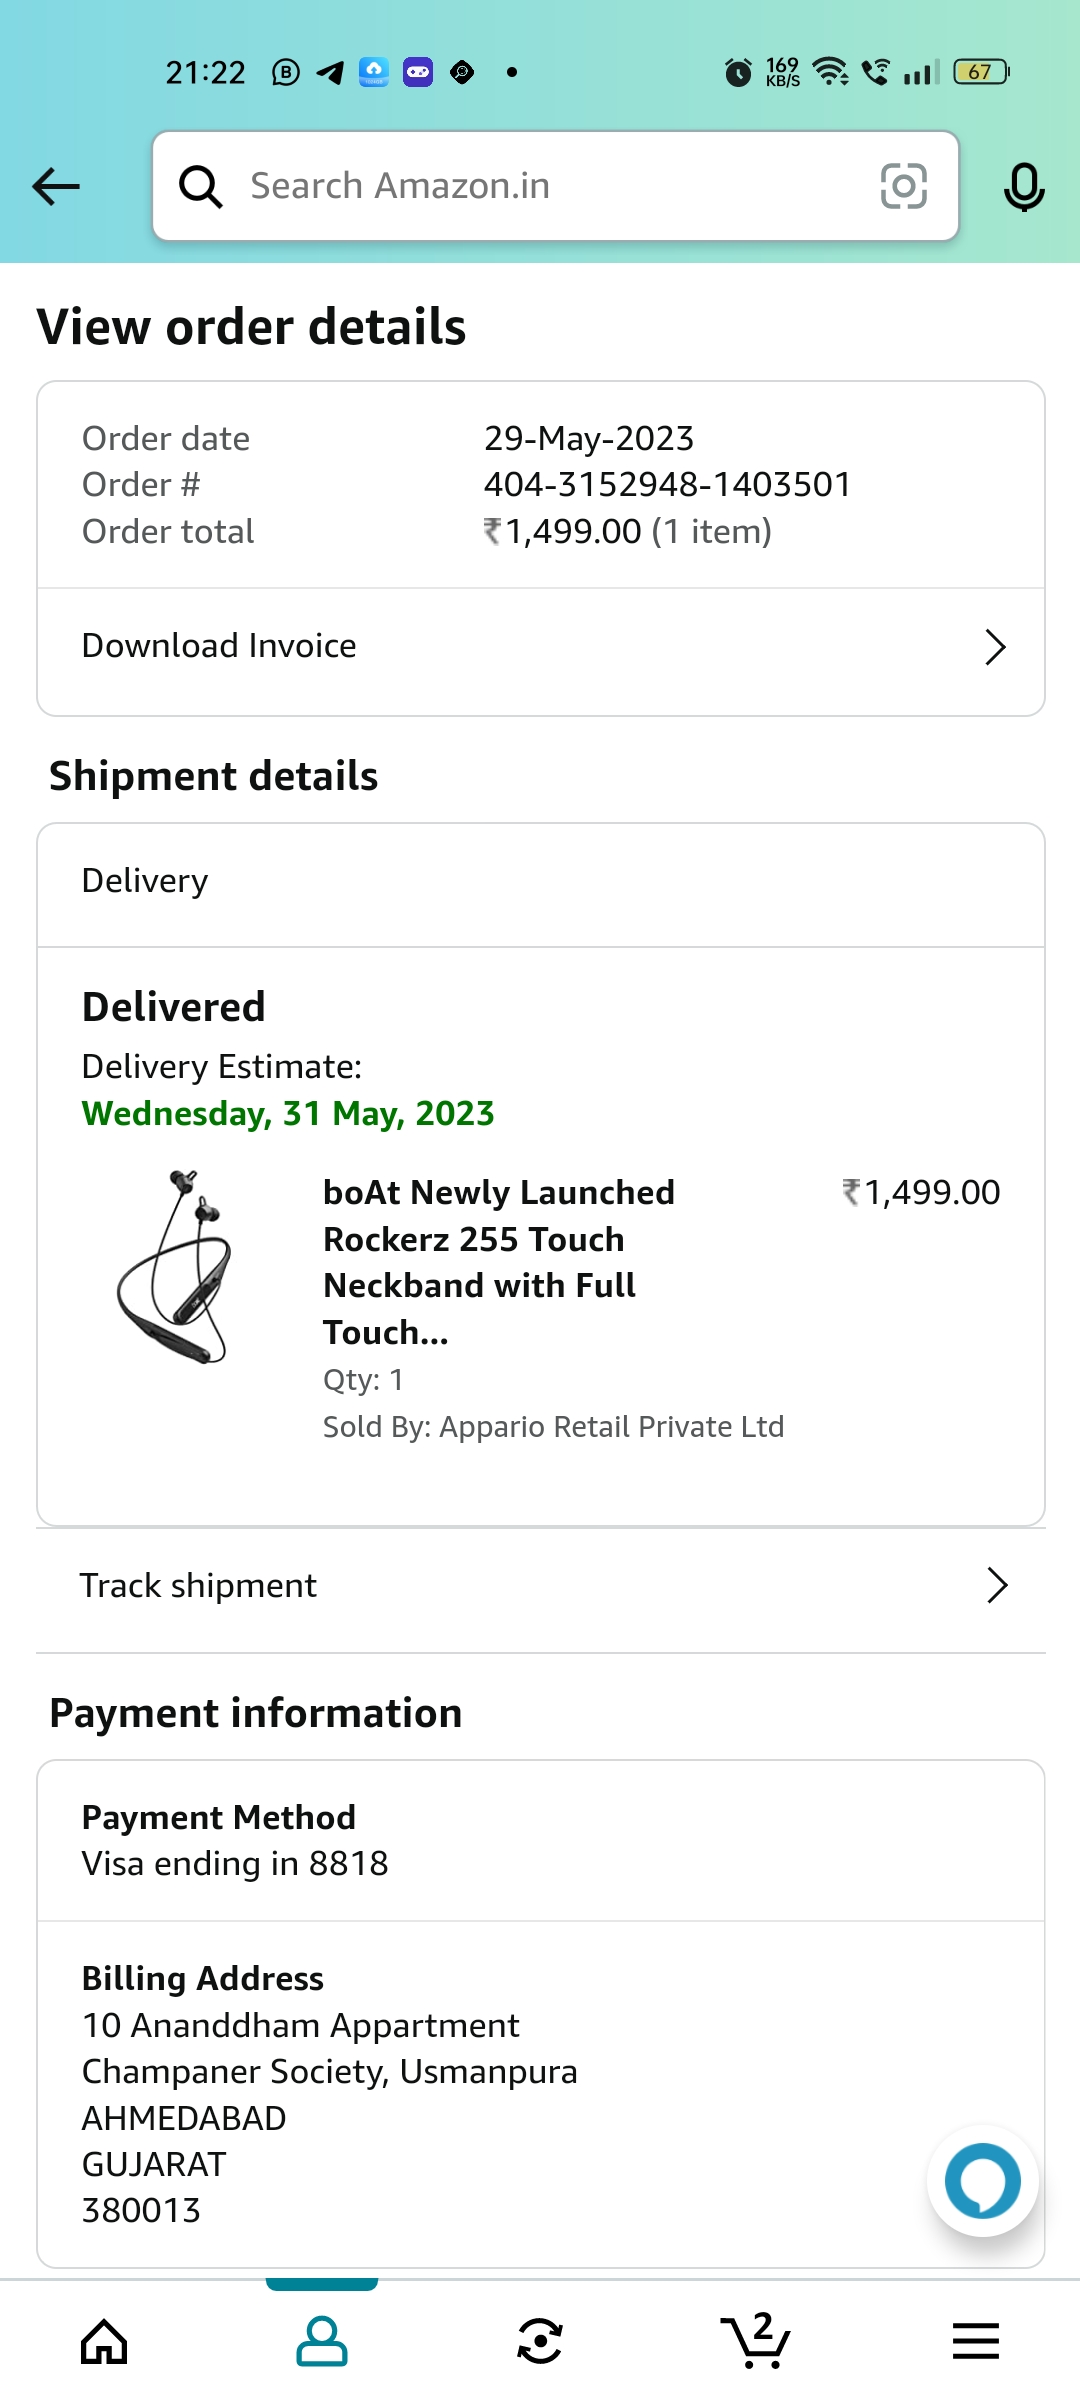 21:22
169
KB/S
67
Search Amazon.in
View order details
Order date 29-May-2023
Order # 404-3152948-1403501
Order total ₹1,499.00 (1 item)
Download Invoice
Shipment details
Delivery
Delivered
Delivery Estimate:
Wednesday, 31 May, 2023
boAt Newly Launched ₹1,499.00
Rockerz 255 Touch
Neckband with Full
Touch...
Qty: 1
Sold By: Appario Retail Private Ltd
Track shipment
Payment information
Payment Method
Visa ending in 8818
Billing Address
10 Ananddham Appartment
Champaner Society, Usmanpura
AHMEDABAD
GUJARAT
380013
2